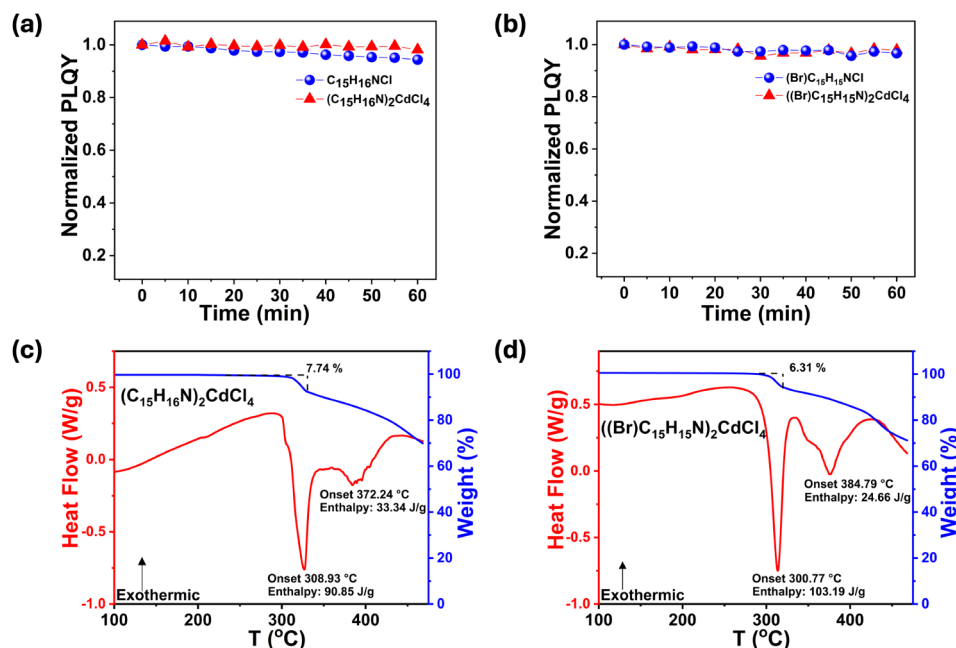 (a)
Normalized PLQY
1.0
0.8
0.6
0.4
0.2
C₁₅H₁₆NCl
(C₁₅H₁₆N)₂CdCl₄
0 10 20 30 40 50 60
Time (min)
(b)
Normalized PLQY
1.0
0.8
0.6
0.4
0.2
(Br)C₁₅H₁₅NCl
((Br)C₁₅H₁₅N)₂CdCl₄
0 10 20 30 40 50 60
Time (min)
(c)
Heat Flow (W/g)
0.5
0.0
-0.5
-1.0
7.74 %
(C₁₅H₁₆N)₂CdCl₄
Onset 372.24 °C
Enthalpy: 33.34 J/g
Onset 308.93 °C
Enthalpy: 90.85 J/g
Exothermic
100 200 300 400
T (°C)
100
80
60
40
20
0
Weight (%)
(d)
Heat Flow (W/g)
0.5
0.0
-0.5
-1.0
6.31 %
((Br)C₁₅H₁₅N)₂CdCl₄
Onset 384.79 °C
Enthalpy: 24.66 J/g
Onset 300.77 °C
Enthalpy: 103.19 J/g
Exothermic
100 200 300 400
T (°C)
100
80
60
40
20
0
Weight (%)